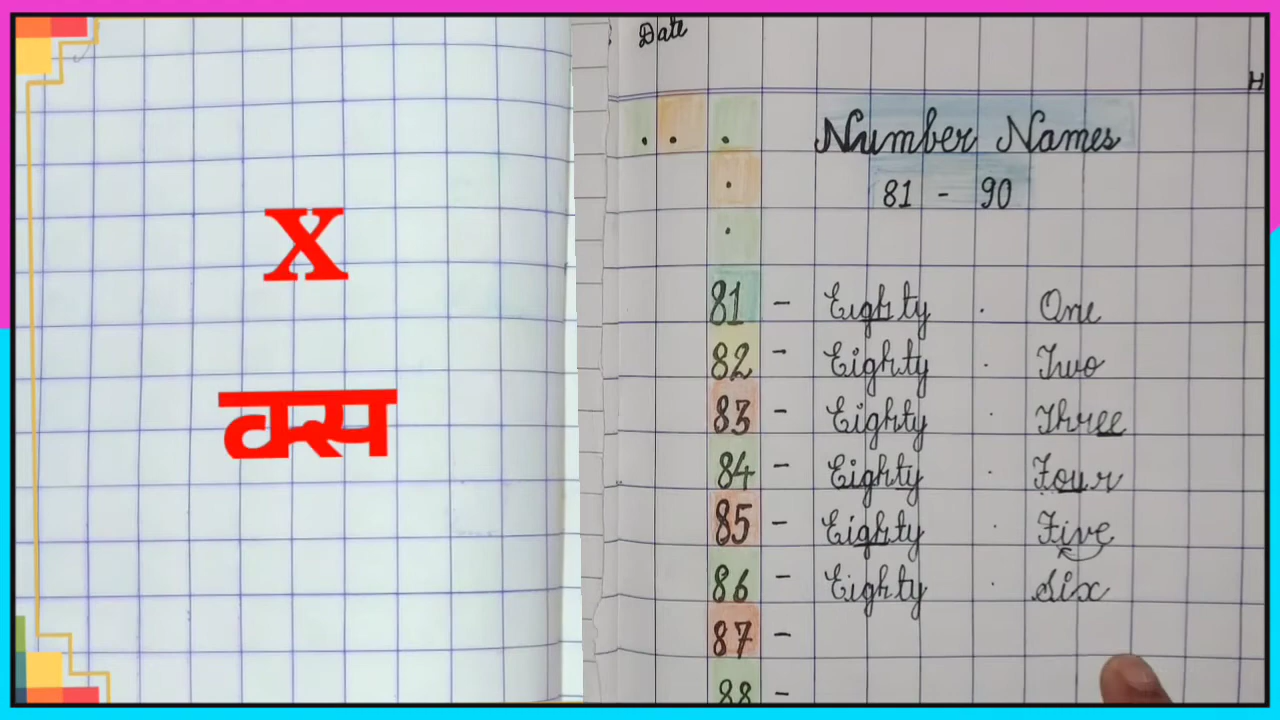 X
क्स
Date
H
Number Names
81 - 90
81 - Eighty . One
82 - Eighty . Two
83 - Eighty . Three
84 - Eighty . Four
85 - Eighty . Five
86 - Eighty . Six
87 -
88 -